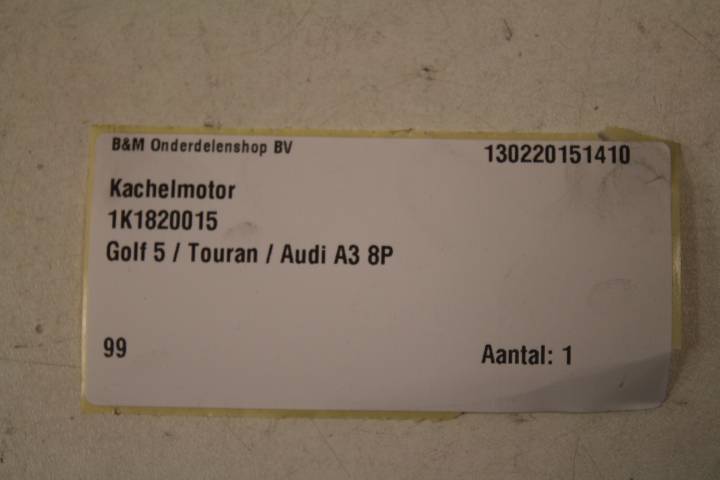 B&M Onderdelenshop BV
130220151410
Kachelmotor
1K1820015
Golf 5 / Touran / Audi A3 8P
99
Aantal: 1